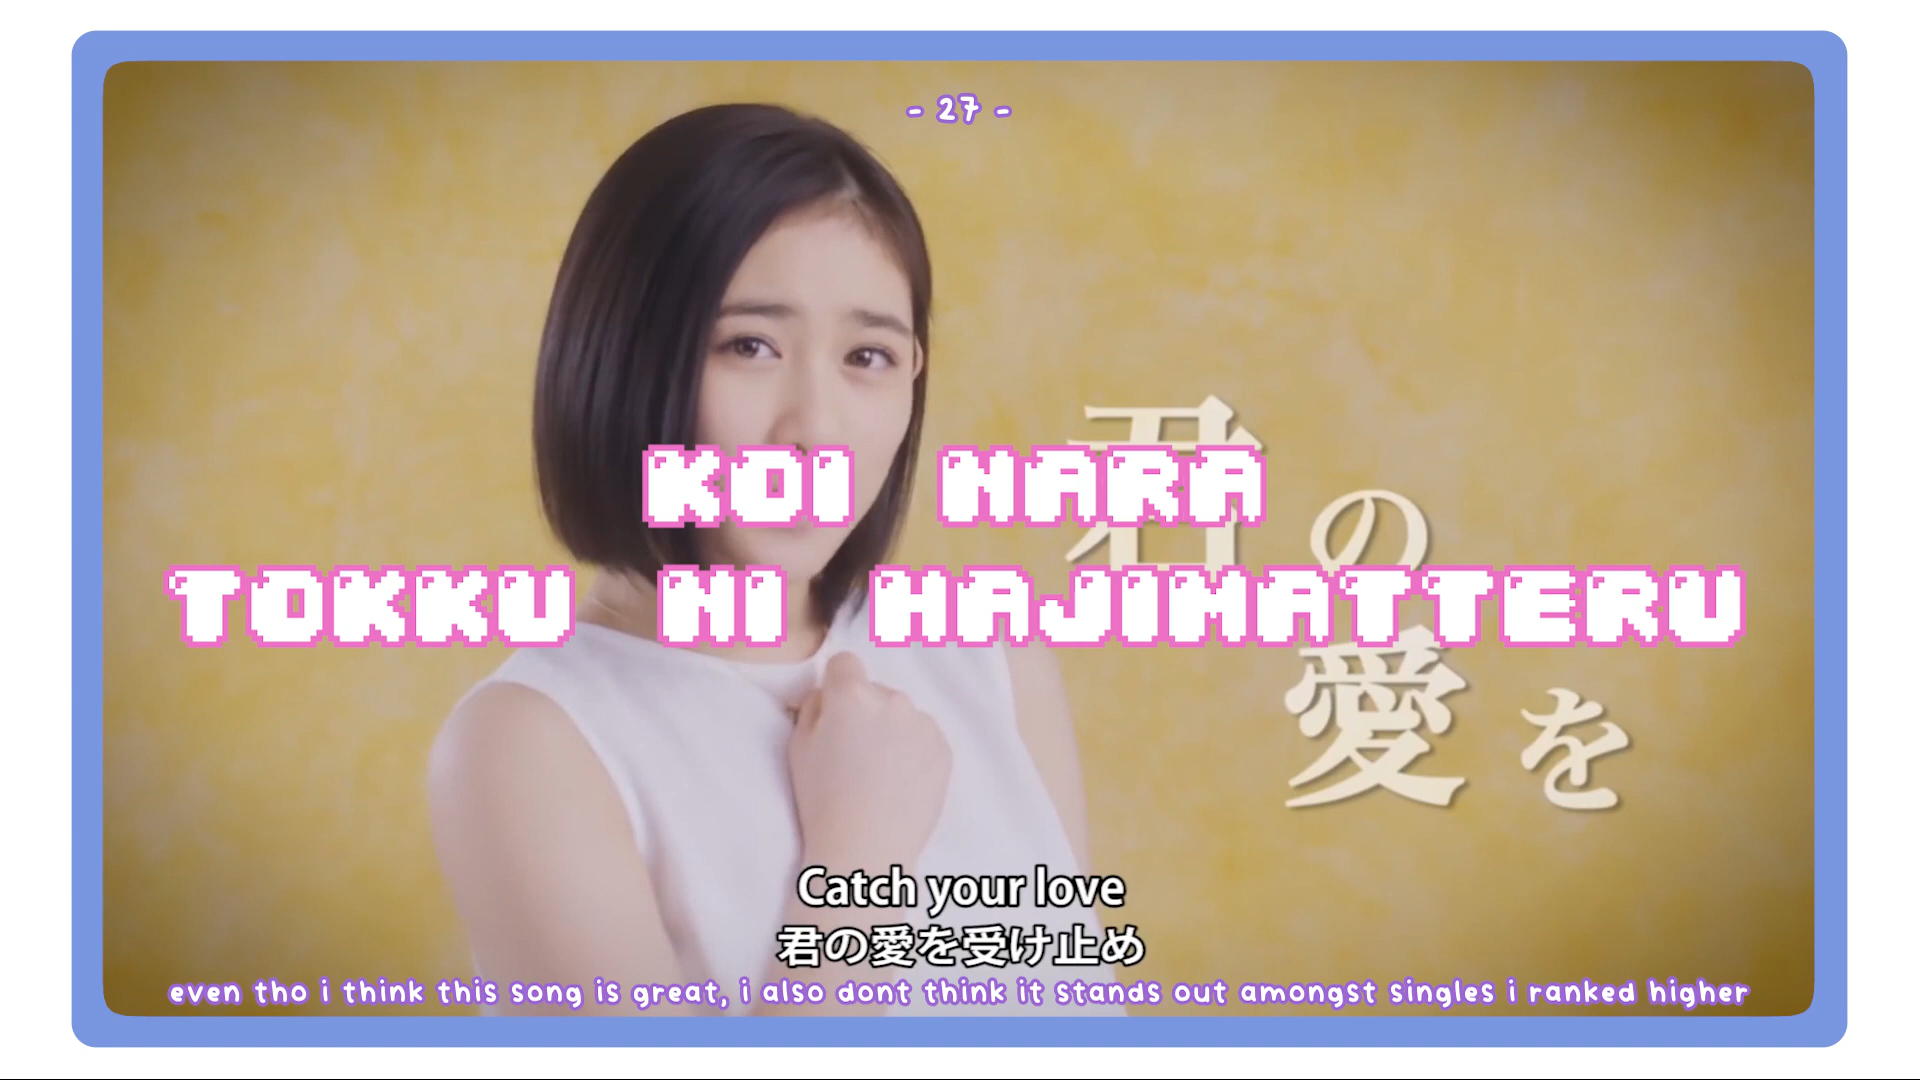 - 27 -
KOI NARA
TOKKU NI HAJIMATTERU
君の
愛を
Catch your love
君の愛を受け止め
even tho i think this song is great, i also dont think it stands out amongst singles i ranked higher